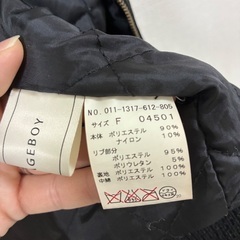 GEBOY
NO.011-1317-612-805
サイズ F 04501
本体 ポリエステル 90%
ナイロン 10%
リブ部分
ポリエステル 95%
ポリウレタン 5%
裏地 ポリエステル 100%
中綿 ポリエステル 100%